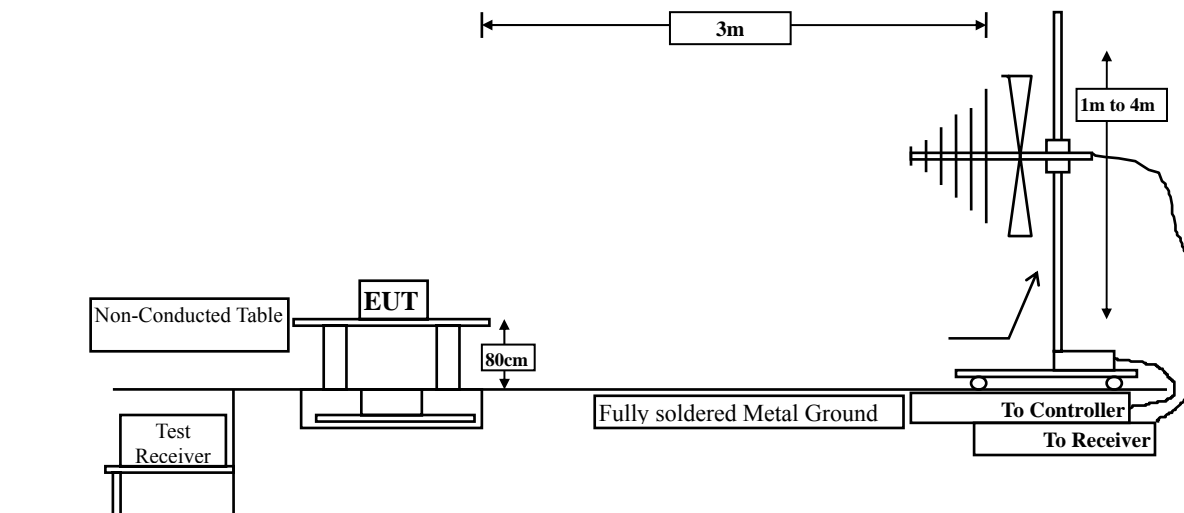 3m
1m to 4m
EUT
Non-Conducted Table
80cm
Fully soldered Metal Ground
To Controller
Test
Receiver
To Receiver